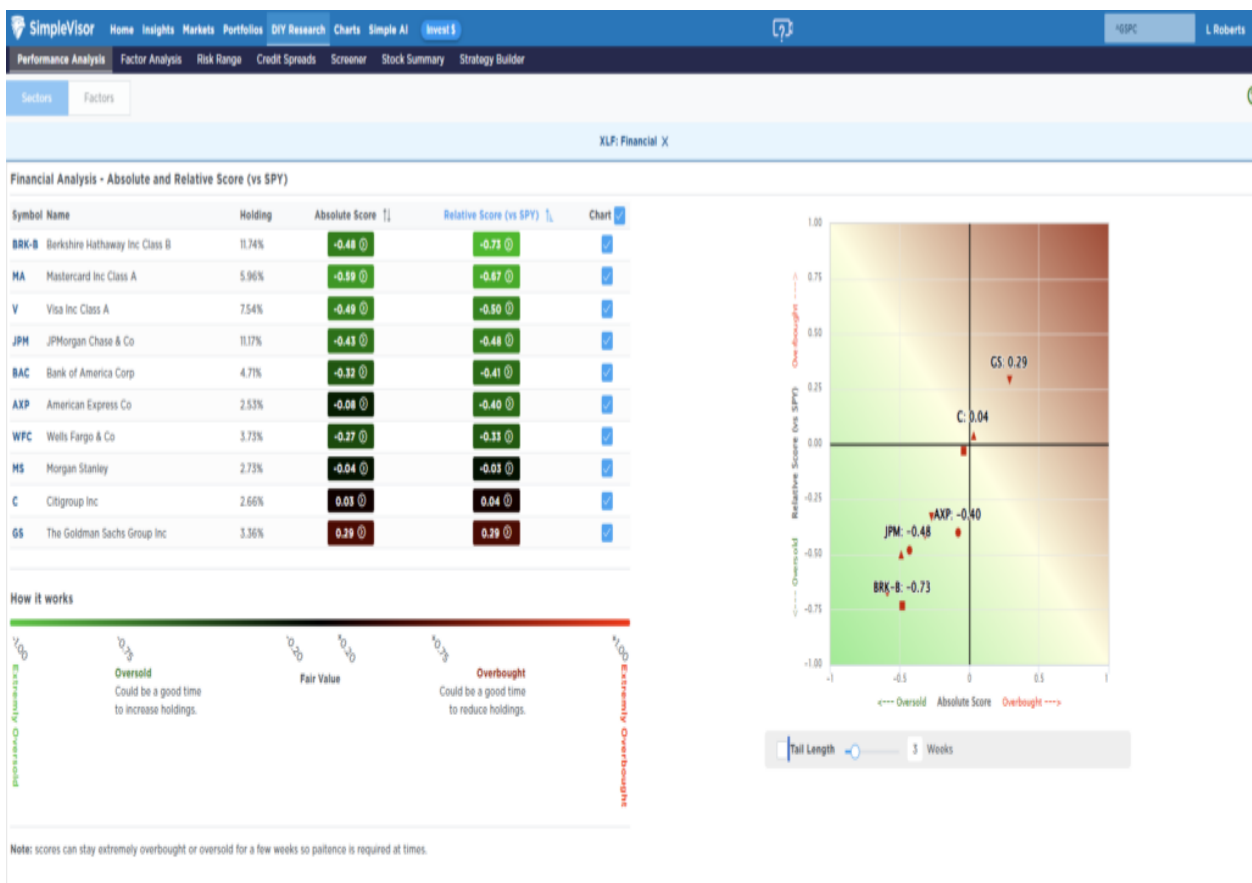 SimpleVisor Home Insights Markets Portfolios DIY Research Charts Simple AI Invest $ ^GSPC L Roberts
Performance Analysis Factor Analysis Risk Range Credit Spreads Screener Stock Summary Strategy Builder
Sectors Factors
XLF: Financial X
Financial Analysis - Absolute and Relative Score (vs SPY)
Symbol Name Holding Absolute Score Relative Score (vs SPY) Chart
BRK-B Berkshire Hathaway Inc Class B 11.74% -0.48 -0.73
MA Mastercard Inc Class A 5.96% -0.59 -0.67
V Visa Inc Class A 7.54% -0.49 -0.50
JPM JPMorgan Chase & Co 11.17% -0.43 -0.48
BAC Bank of America Corp 4.71% -0.32 -0.41
AXP American Express Co 2.53% -0.08 -0.40
WFC Wells Fargo & Co 3.73% -0.27 -0.33
MS Morgan Stanley 2.73% -0.04 -0.03
C Citigroup Inc 2.66% 0.03 0.04
GS The Goldman Sachs Group Inc 3.36% 0.29 0.29
How it works
-1.00 -0.75 -0.20 +0.20 +0.75 +1.00
Extremly Oversold
Oversold
Could be a good time
to increase holdings.
Fair Value
Overbought
Could be a good time
to reduce holdings.
Extremly Overbought
Note: scores can stay extremely overbought or oversold for a few weeks so paitence is required at times.
<--- Oversold Relative Score (vs SPY) Overbought --->
1.00
0.75
0.50
0.25
0.00
-0.25
-0.50
-0.75
-1.00
GS: 0.29
C: 0.04
AXP: -0.40
JPM: -0.48
BRK-B: -0.73
-1 -0.5 0 0.5 1
<--- Oversold Absolute Score Overbought --->
Tail Length 3 Weeks